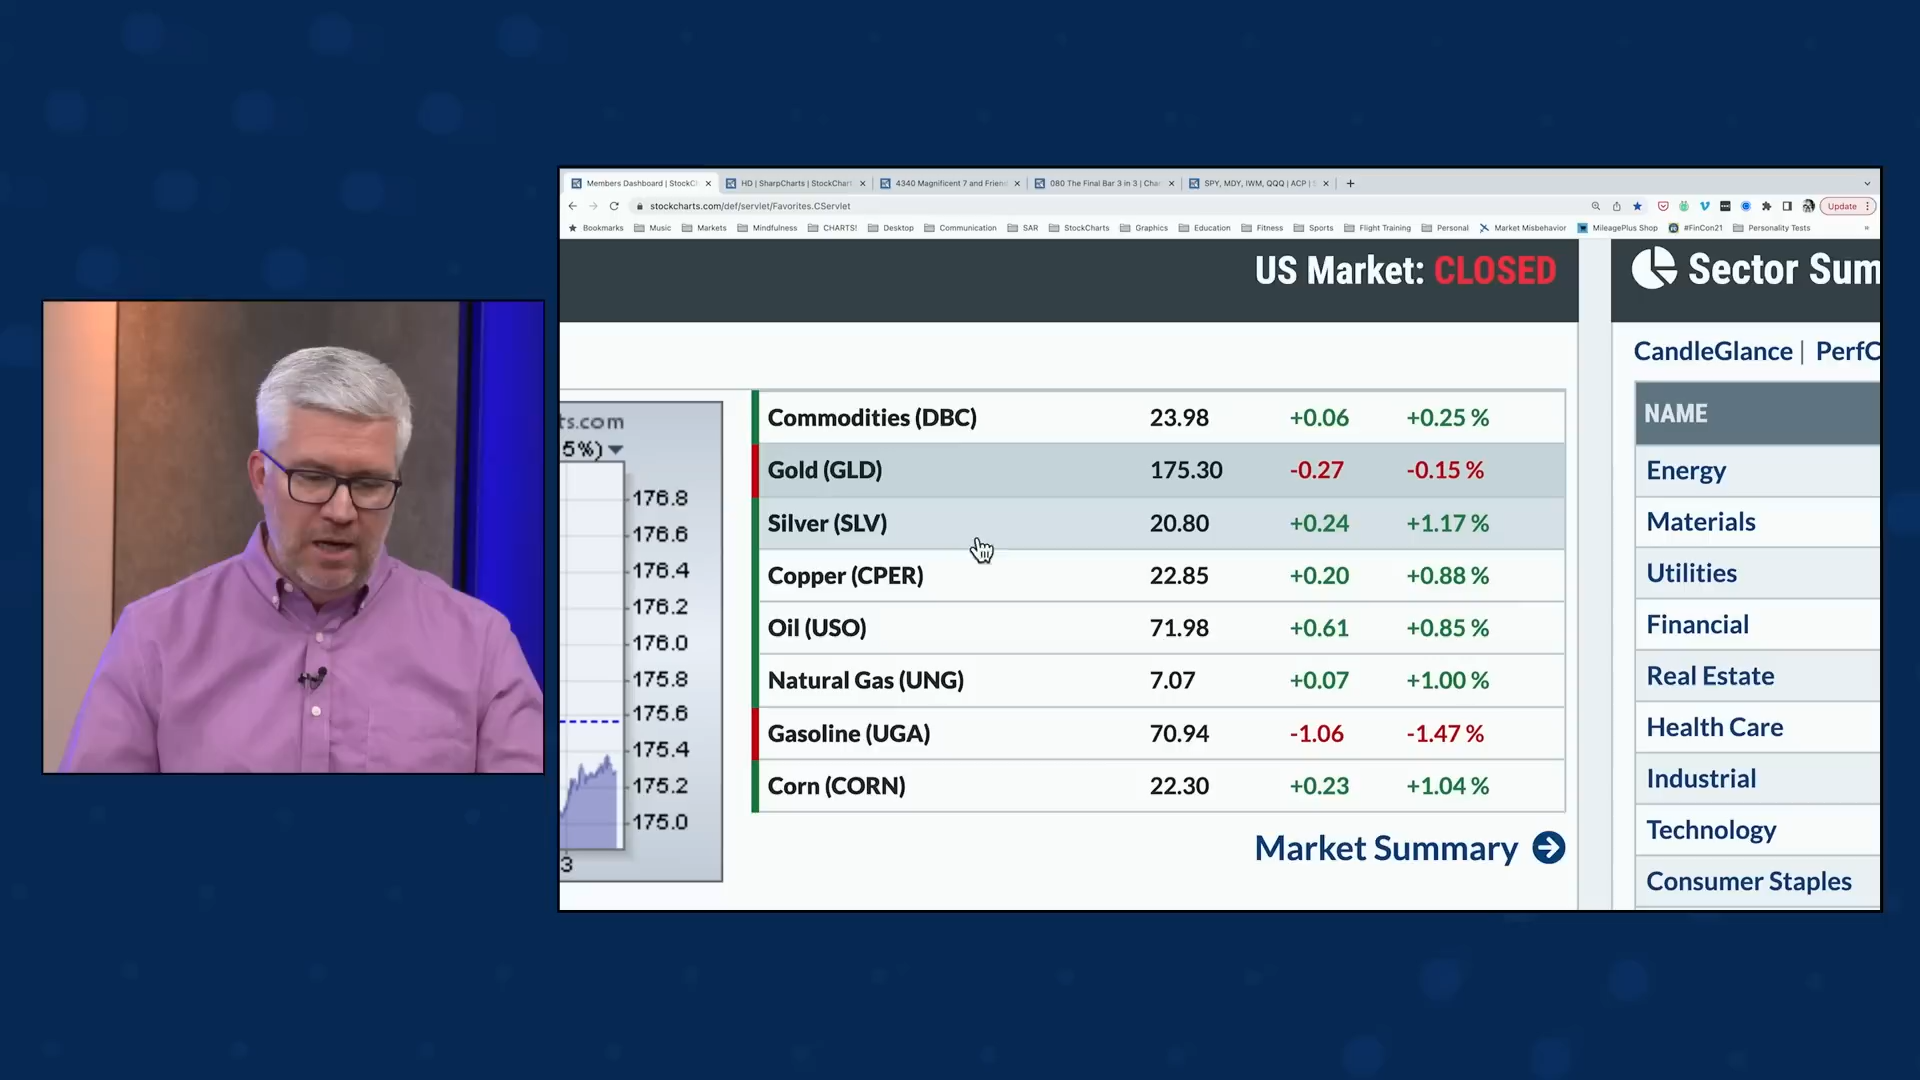 Members Dashboard | StockCh
HD | SharpCharts | StockChart
4340 Magnificent 7 and Frien
080 The Final Bar 3 in 3 | Char
SPY, MDY, IWM, QQQ | ACP | S
stockcharts.com/def/servlet/Favorites.CServlet
Update
Bookmarks Music Markets Mindfulness CHARTS! Desktop Communication SAR StockCharts Graphics Education Fitness Sports Flight Training Personal Market Misbehavior MileagePlus Shop #FinCon21 Personality Tests »
US Market: CLOSED
Sector Sum
CandleGlance | PerfC
ts.com
5%)
176.8
176.6
176.4
176.2
176.0
175.8
175.6
175.4
175.2
175.0
3
Commodities (DBC) 23.98 +0.06 +0.25 %
Gold (GLD) 175.30 -0.27 -0.15 %
Silver (SLV) 20.80 +0.24 +1.17 %
Copper (CPER) 22.85 +0.20 +0.88 %
Oil (USO) 71.98 +0.61 +0.85 %
Natural Gas (UNG) 7.07 +0.07 +1.00 %
Gasoline (UGA) 70.94 -1.06 -1.47 %
Corn (CORN) 22.30 +0.23 +1.04 %
Market Summary
NAME
Energy
Materials
Utilities
Financial
Real Estate
Health Care
Industrial
Technology
Consumer Staples